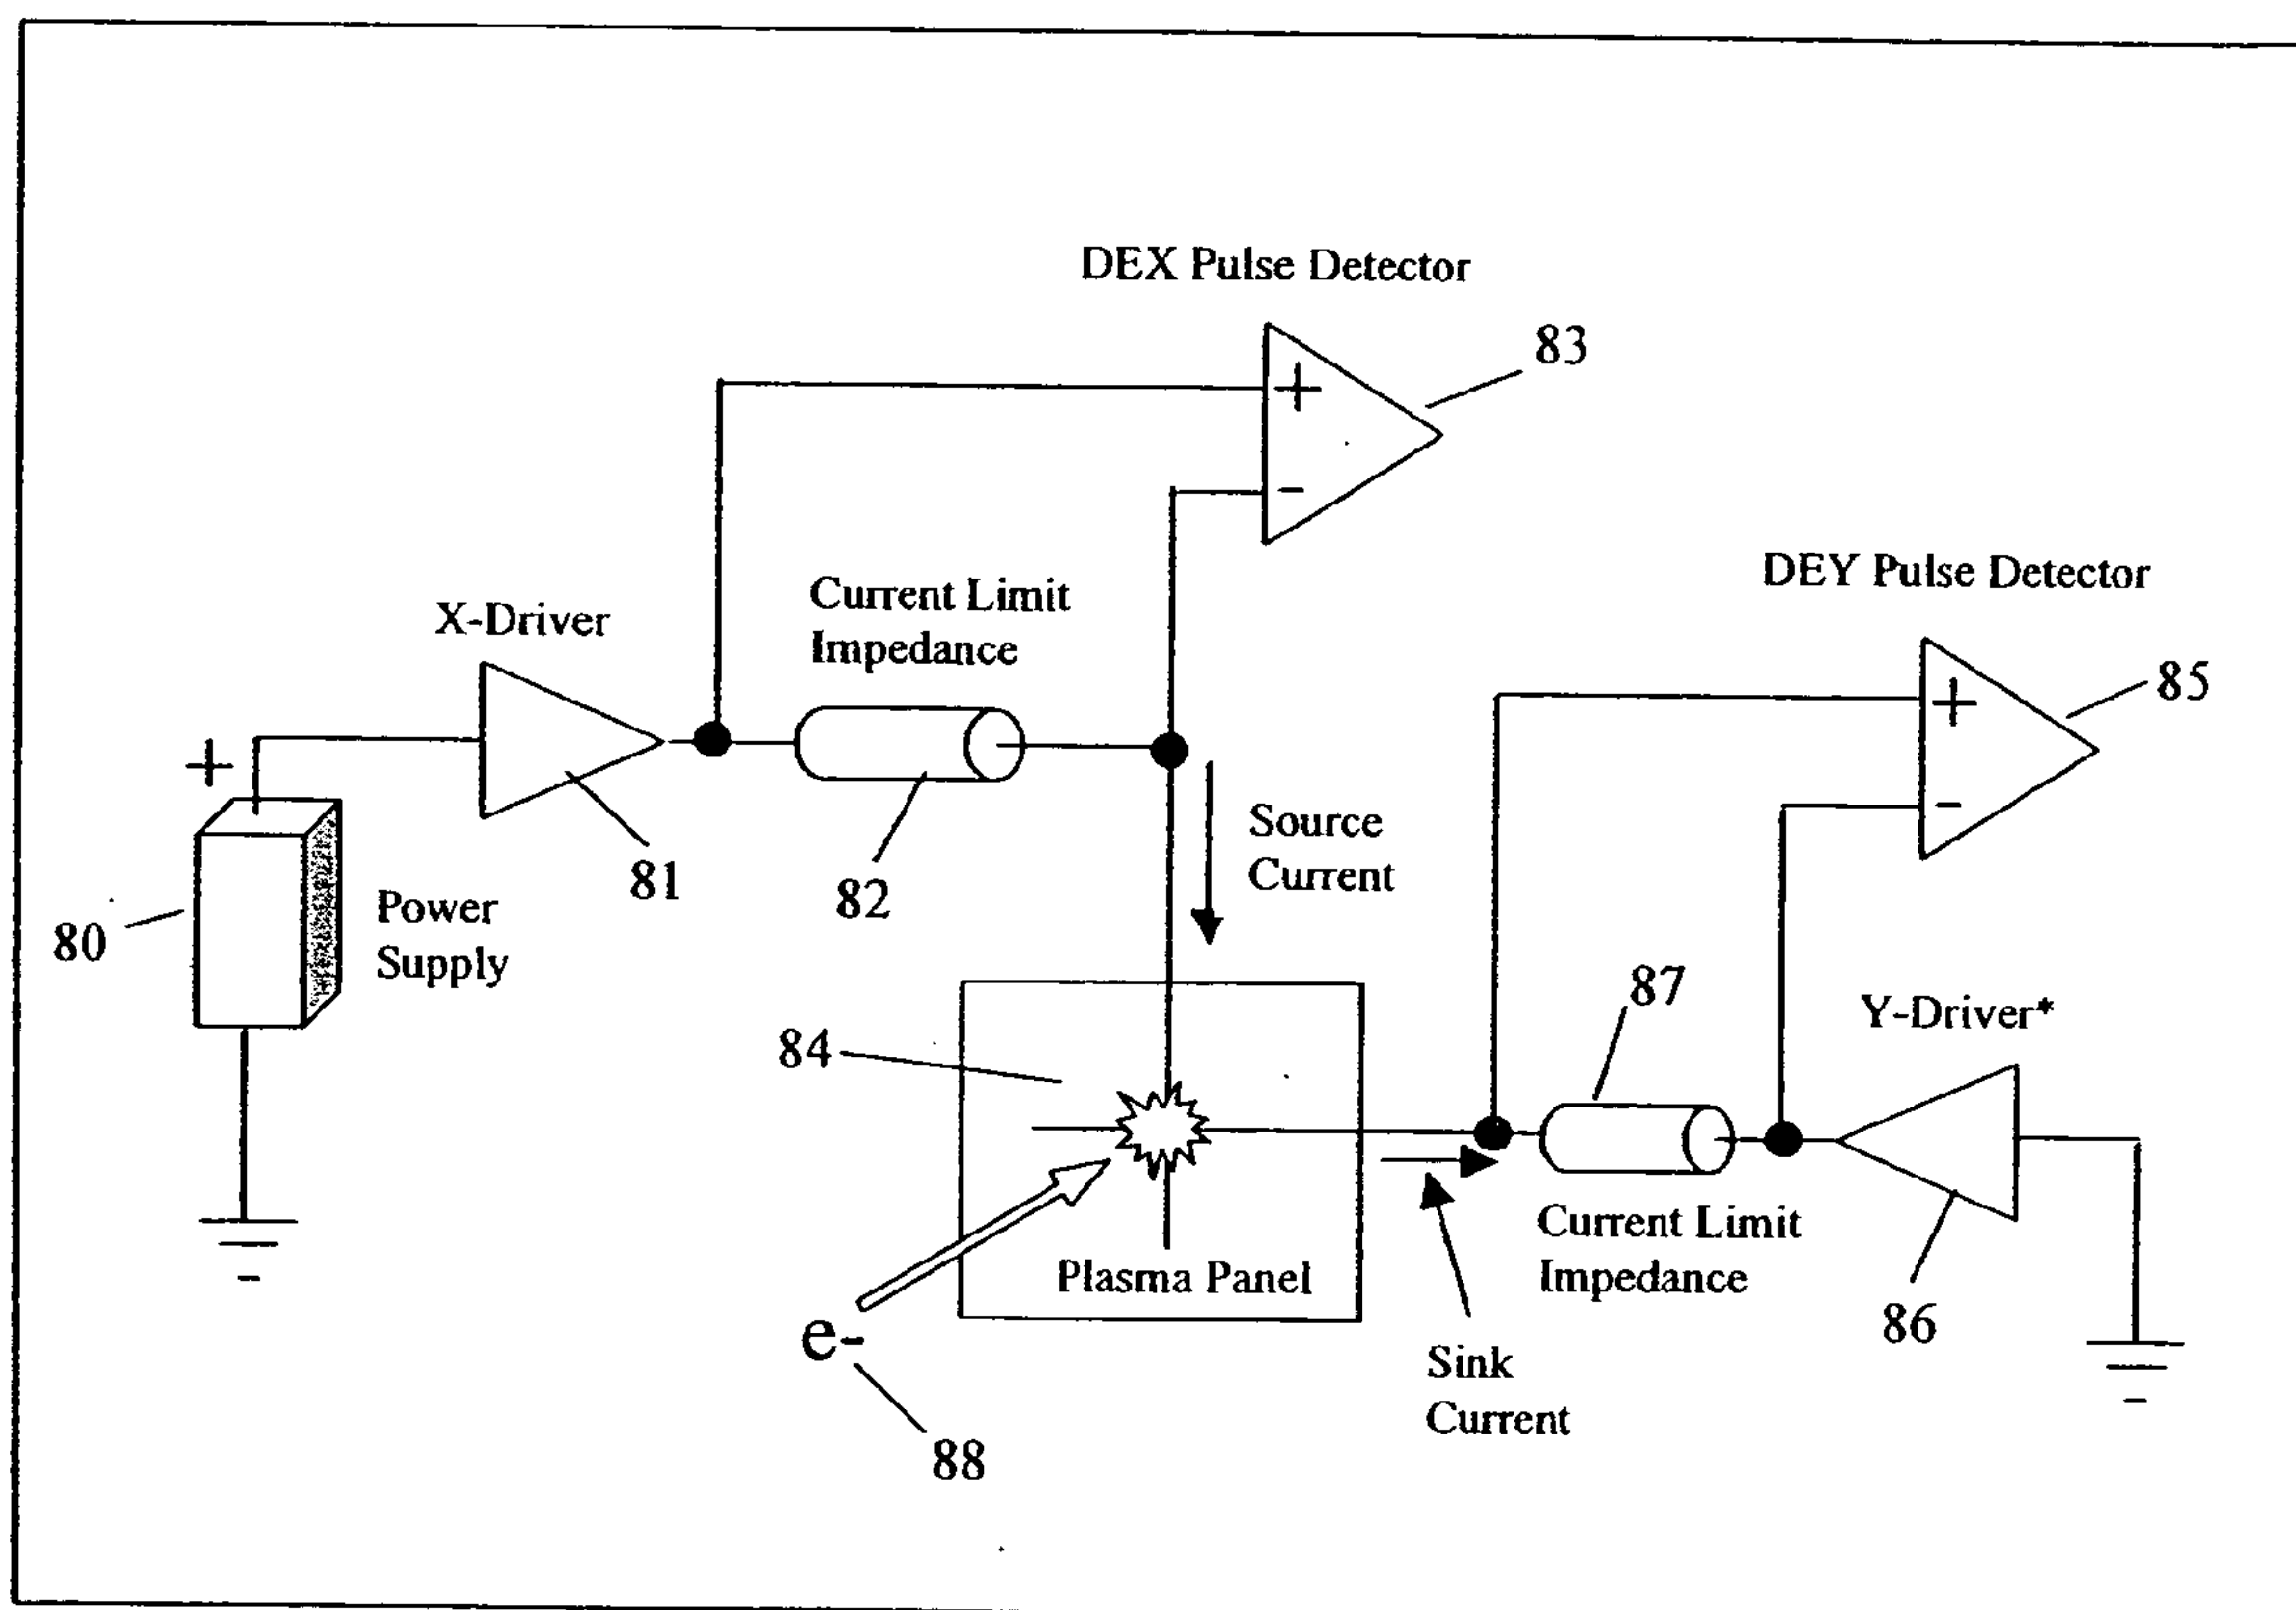 DEX Pulse Detector
83
+
-
DEY Pulse Detector
Current Limit
Impedance
X-Driver
85
+
-
+
Source
Current
81
82
Power
Supply
80
87
Y-Driver*
84
Current Limit
Impedance
Plasma Panel
-
e-
86
Sink
Current
-
88